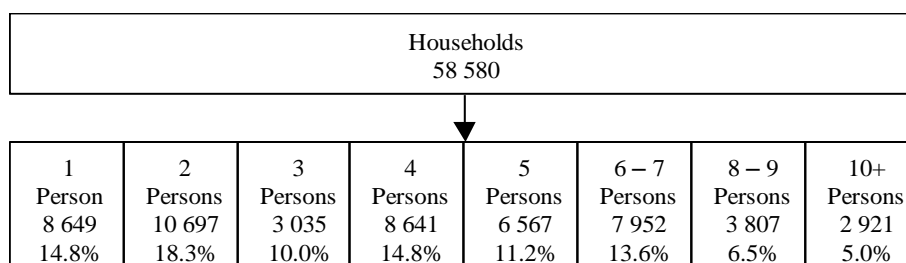 Households
58 580
1 Person 8 649 14.8%
2 Persons 10 697 18.3%
3 Persons 3 035 10.0%
4 Persons 8 641 14.8%
5 Persons 6 567 11.2%
6 – 7 Persons 7 952 13.6%
8 – 9 Persons 3 807 6.5%
10+ Persons 2 921 5.0%